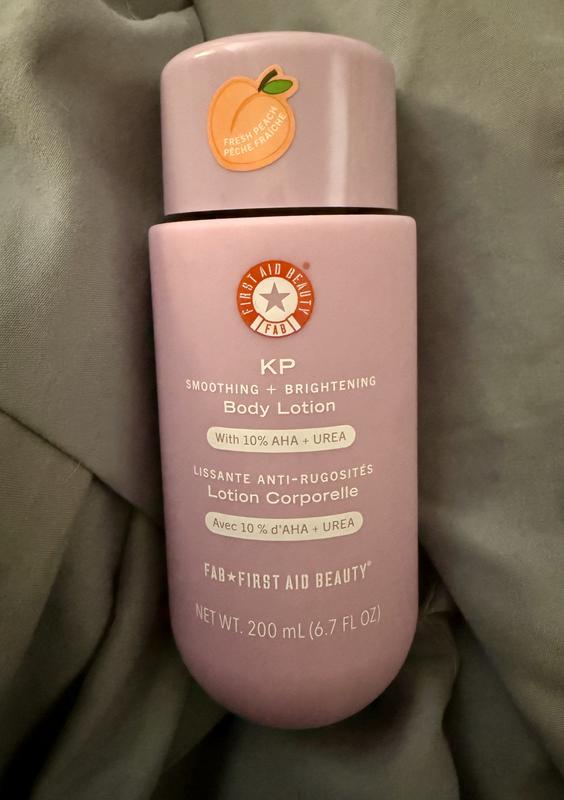 FRESH PEACH
PÊCHE FRAÎCHE
FIRST AID BEAUTY®
FAB
KP
SMOOTHING + BRIGHTENING
Body Lotion
With 10% AHA + UREA
LISSANTE ANTI-RUGOSITÉS
Lotion Corporelle
Avec 10 % d'AHA + UREA
FAB★FIRST AID BEAUTY®
NET WT. 200 mL (6.7 FL OZ)